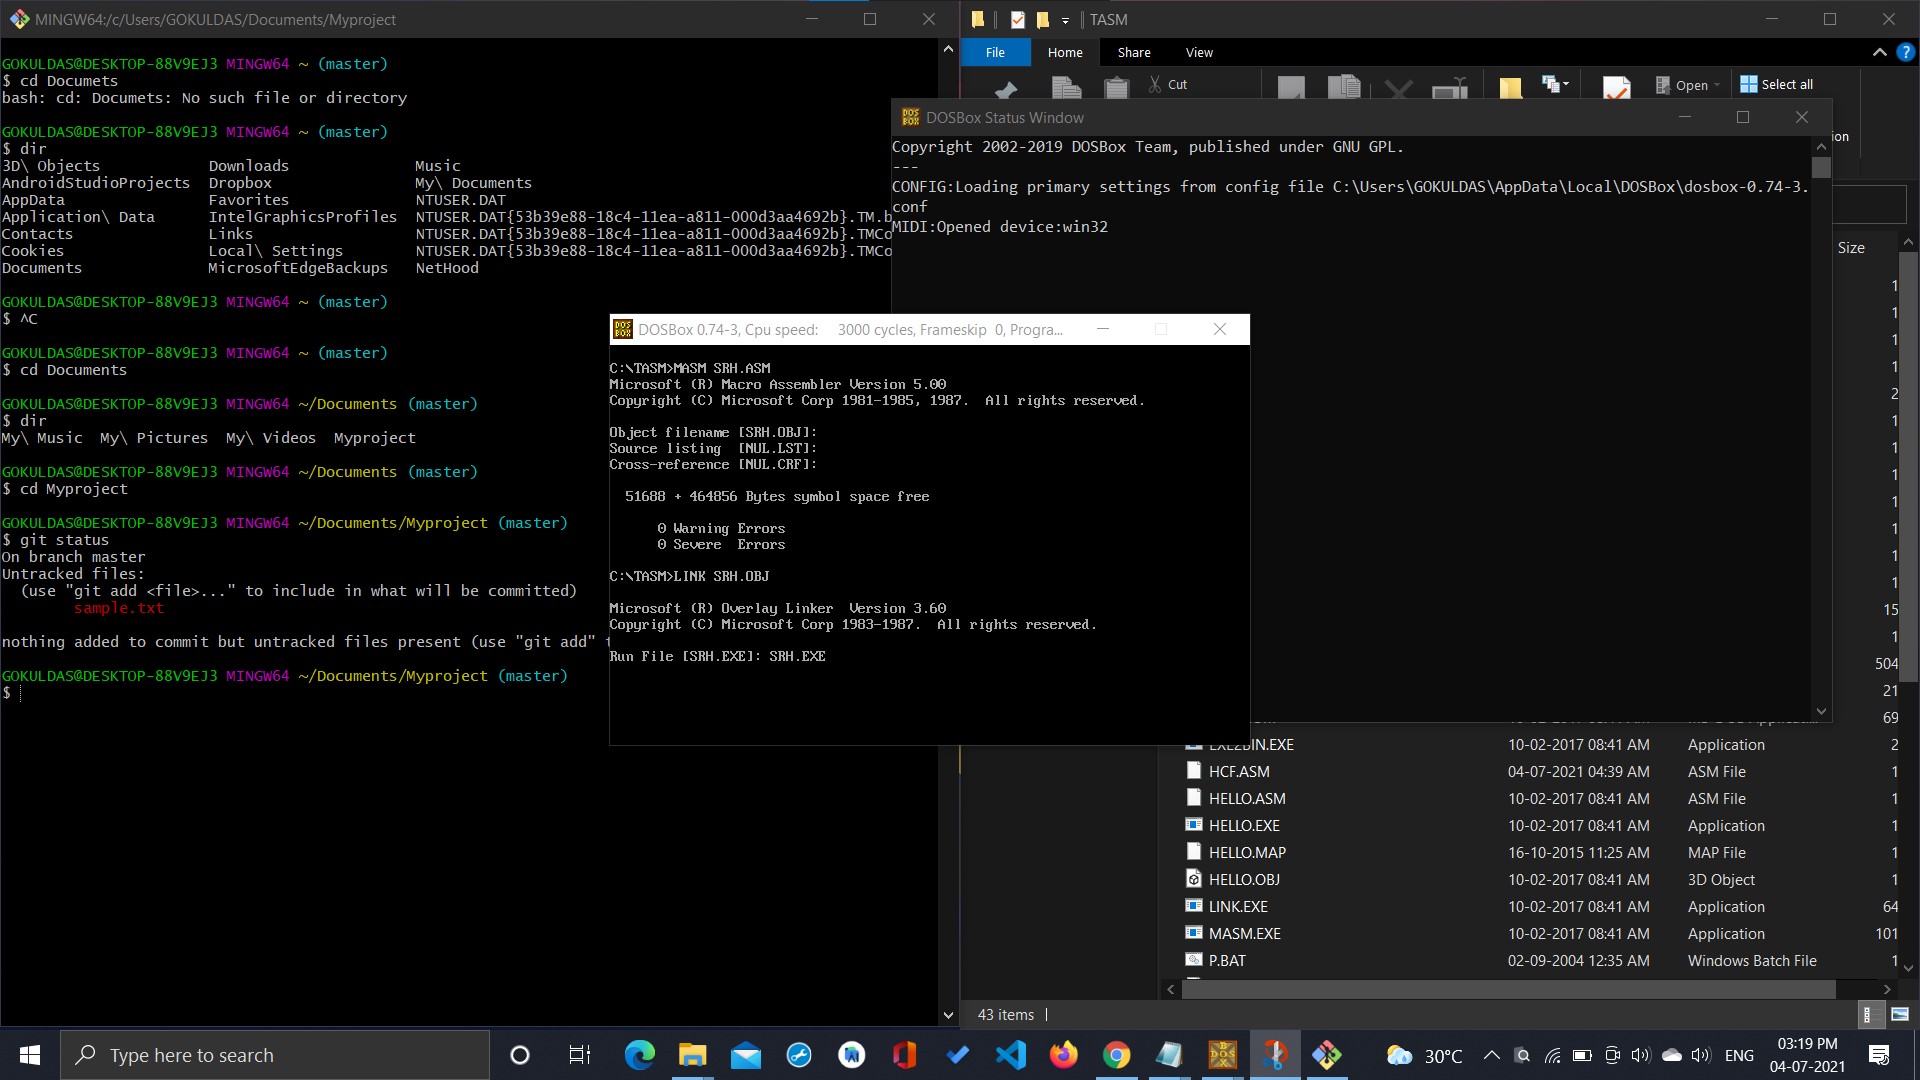 MINGW64:/c/Users/GOKULDAS/Documents/Myproject
GOKULDAS@DESKTOP-88V9EJ3 MINGW64 ~ (master)
$ cd Documets
bash: cd: Documets: No such file or directory
GOKULDAS@DESKTOP-88V9EJ3 MINGW64 ~ (master)
$ dir
3D\ Objects Downloads Music
AndroidStudioProjects Dropbox My\ Documents
AppData Favorites NTUSER.DAT
Application\ Data IntelGraphicsProfiles NTUSER.DAT{53b39e88-18c4-11ea-a811-000d3aa4692b}.TM.b
Contacts Links NTUSER.DAT{53b39e88-18c4-11ea-a811-000d3aa4692b}.TMCo
Cookies Local\ Settings NTUSER.DAT{53b39e88-18c4-11ea-a811-000d3aa4692b}.TMCo
Documents MicrosoftEdgeBackups NetHood
GOKULDAS@DESKTOP-88V9EJ3 MINGW64 ~ (master)
$ ^C
GOKULDAS@DESKTOP-88V9EJ3 MINGW64 ~ (master)
$ cd Documents
GOKULDAS@DESKTOP-88V9EJ3 MINGW64 ~/Documents (master)
$ dir
My\ Music My\ Pictures My\ Videos Myproject
GOKULDAS@DESKTOP-88V9EJ3 MINGW64 ~/Documents (master)
$ cd Myproject
GOKULDAS@DESKTOP-88V9EJ3 MINGW64 ~/Documents/Myproject (master)
$ git status
On branch master
Untracked files:
(use "git add <file>..." to include in what will be committed)
sample.txt
nothing added to commit but untracked files present (use "git add"
GOKULDAS@DESKTOP-88V9EJ3 MINGW64 ~/Documents/Myproject (master)
$
TASM
File Home Share View
Cut
Open
Select all
Size
DOSBox Status Window
Copyright 2002-2019 DOSBox Team, published under GNU GPL.
---
CONFIG:Loading primary settings from config file C:\Users\GOKULDAS\AppData\Local\DOSBox\dosbox-0.74-3.
conf
MIDI:Opened device:win32
DOSBox 0.74-3, Cpu speed: 3000 cycles, Frameskip 0, Progra...
C:\TASM>MASM SRH.ASM
Microsoft (R) Macro Assembler Version 5.00
Copyright (C) Microsoft Corp 1981-1985, 1987. All rights reserved.
Object filename [SRH.OBJ]:
Source listing [NUL.LST]:
Cross-reference [NUL.CRF]:
51688 + 464856 Bytes symbol space free
0 Warning Errors
0 Severe Errors
C:\TASM>LINK SRH.OBJ
Microsoft (R) Overlay Linker Version 3.60
Copyright (C) Microsoft Corp 1983-1987. All rights reserved.
Run File [SRH.EXE]: SRH.EXE
1
1
1
1
2
1
1
1
1
1
1
1
15
1
504
21
69
EXE2BIN.EXE 10-02-2017 08:41 AM Application 2
HCF.ASM 04-07-2021 04:39 AM ASM File 1
HELLO.ASM 10-02-2017 08:41 AM ASM File 1
HELLO.EXE 10-02-2017 08:41 AM Application 1
HELLO.MAP 16-10-2015 11:25 AM MAP File 1
HELLO.OBJ 10-02-2017 08:41 AM 3D Object 1
LINK.EXE 10-02-2017 08:41 AM Application 64
MASM.EXE 10-02-2017 08:41 AM Application 101
P.BAT 02-09-2004 12:35 AM Windows Batch File 1
43 items
Type here to search
30°C
ENG
03:19 PM
04-07-2021